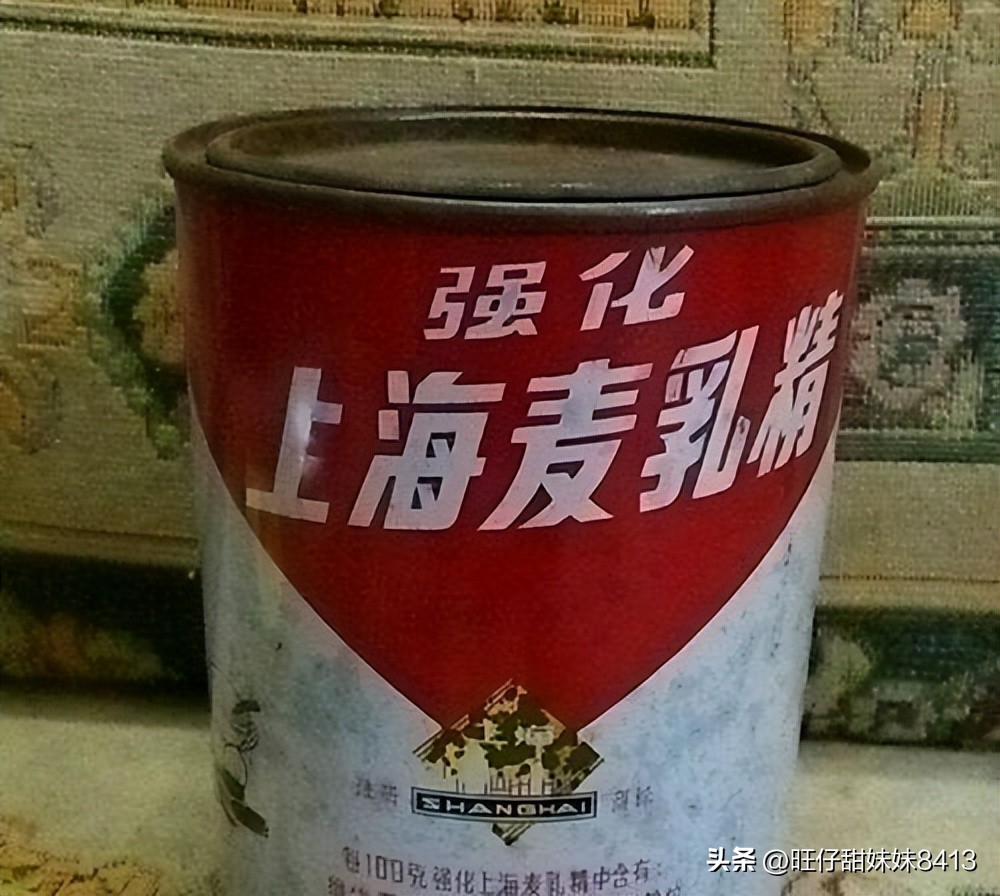 强化
上海麦乳精
SHANGHAI
每100克强化上海麦乳精中含有:
头条 @旺仔甜妹妹8413